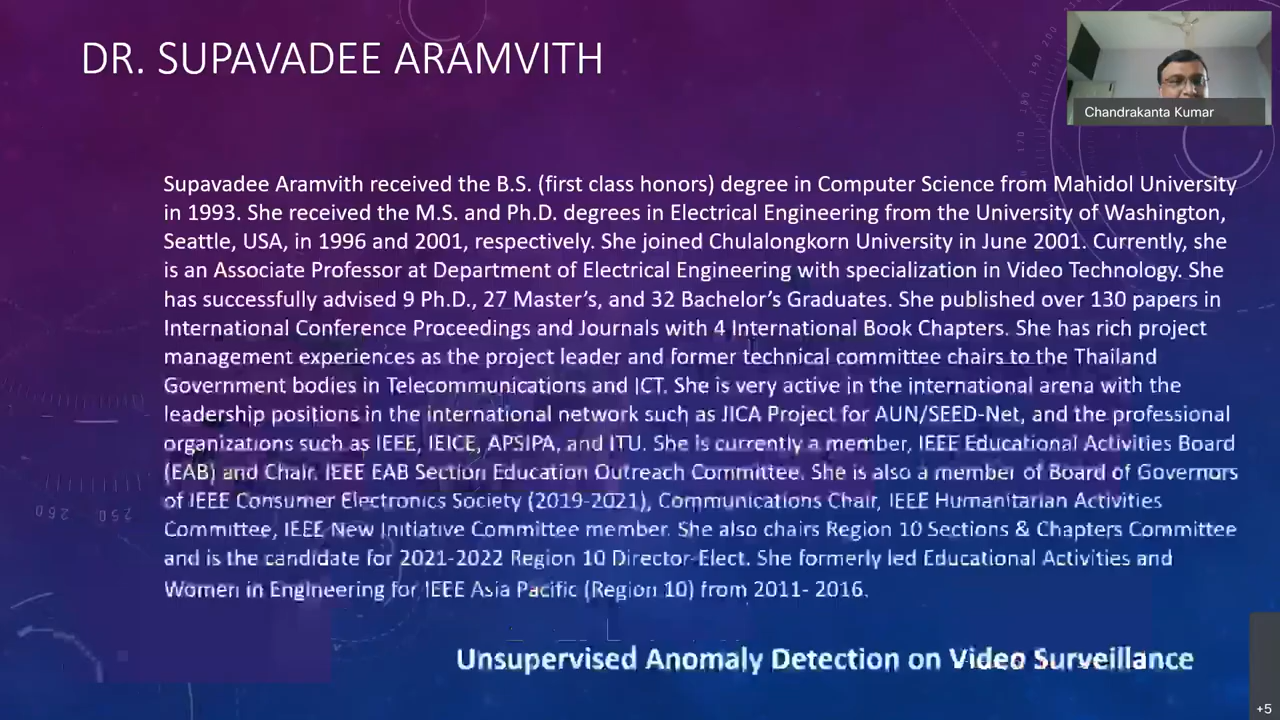 DR. SUPAVADEE ARAMVITH
Chandrakanta Kumar
Supavadee Aramvith received the B.S. (first class honors) degree in Computer Science from Mahidol University
in 1993. She received the M.S. and Ph.D. degrees in Electrical Engineering from the University of Washington,
Seattle, USA, in 1996 and 2001, respectively. She joined Chulalongkorn University in June 2001. Currently, she
is an Associate Professor at Department of Electrical Engineering with specialization in Video Technology. She
has successfully advised 9 Ph.D., 27 Master's, and 32 Bachelor's Graduates. She published over 130 papers in
International Conference Proceedings and Journals with 4 International Book Chapters. She has rich project
management experiences as the project leader and former technical committee chairs to the Thailand
Government bodies in Telecommunications and ICT. She is very active in the international arena with the
leadership positions in the international network such as JICA Project for AUN/SEED-Net, and the professional
organizations such as IEEE, IEICE, APSIPA, and ITU. She is currently a member, IEEE Educational Activities Board
(EAB) and Chair. IEEE EAB Section Education Outreach Committee. She is also a member of Board of Governors
of IEEE Consumer Electronics Society (2019-2021), Communications Chair, IEEE Humanitarian Activities
Committee, IEEE New Initiative Committee member. She also chairs Region 10 Sections & Chapters Committee
and is the candidate for 2021-2022 Region 10 Director-Elect. She formerly led Educational Activities and
Women in Engineering for IEEE Asia Pacific (Region 10) from 2011- 2016.
Unsupervised Anomaly Detection on Video Surveillance
+5